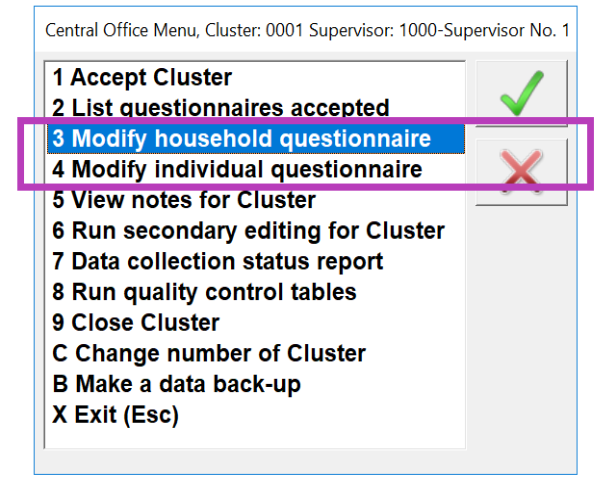 Central Office Menu, Cluster: 0001 Supervisor: 1000-Supervisor No. 1
1 Accept Cluster
2 List questionnaires accepted
3 Modify household questionnaire
4 Modify individual questionnaire
5 View notes for Cluster
6 Run secondary editing for Cluster
7 Data collection status report
8 Run quality control tables
9 Close Cluster
C Change number of Cluster
B Make a data back-up
X Exit (Esc)